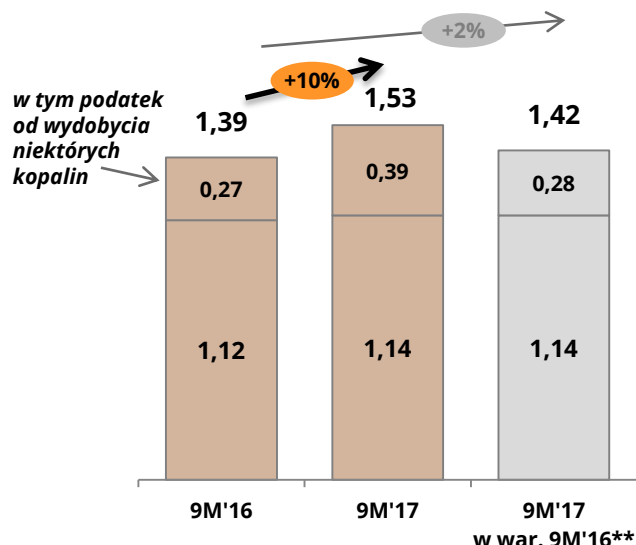 +2%
+10%
w tym podatek
od wydobycia
niektórych
kopalin
1,39
1,53
1,42
0,27
0,39
0,28
1,12
1,14
1,14
9M'16
9M'17
9M'17
w war. 9M'16**